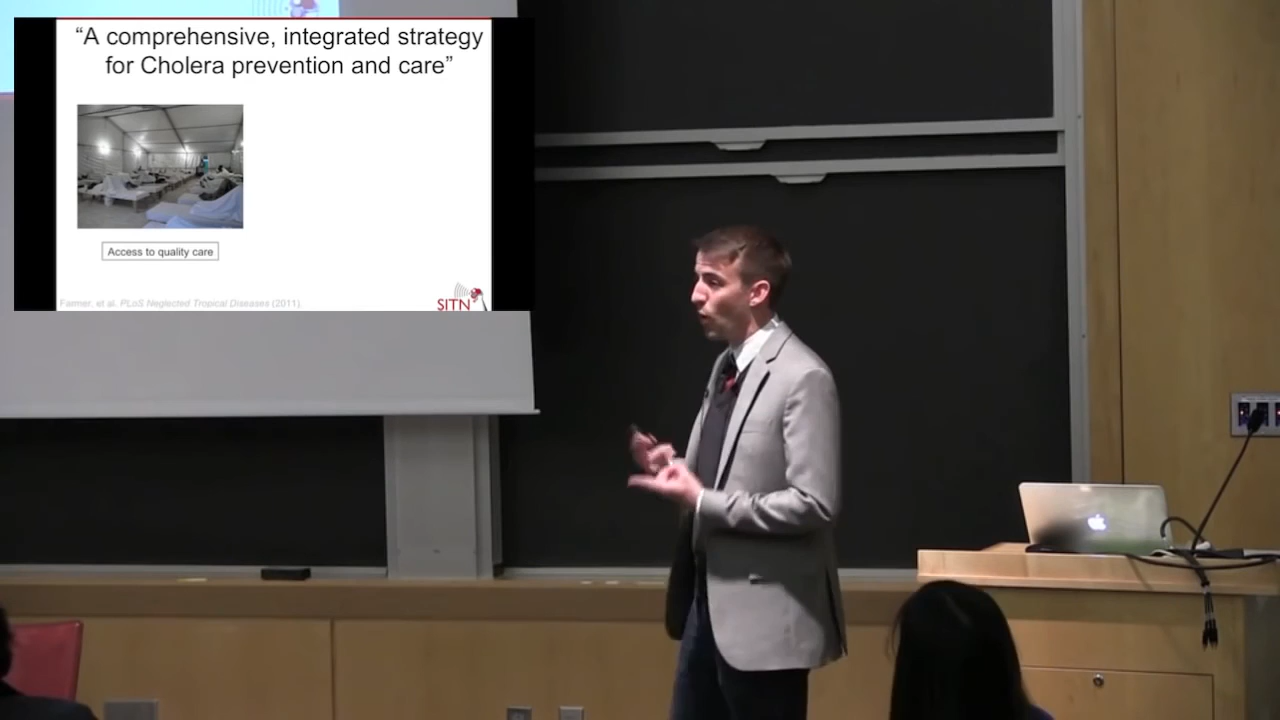 “A comprehensive, integrated strategy
for Cholera prevention and care”
Access to quality care
Farmer, et al. PLoS Neglected Tropical Diseases (2011).
SITN